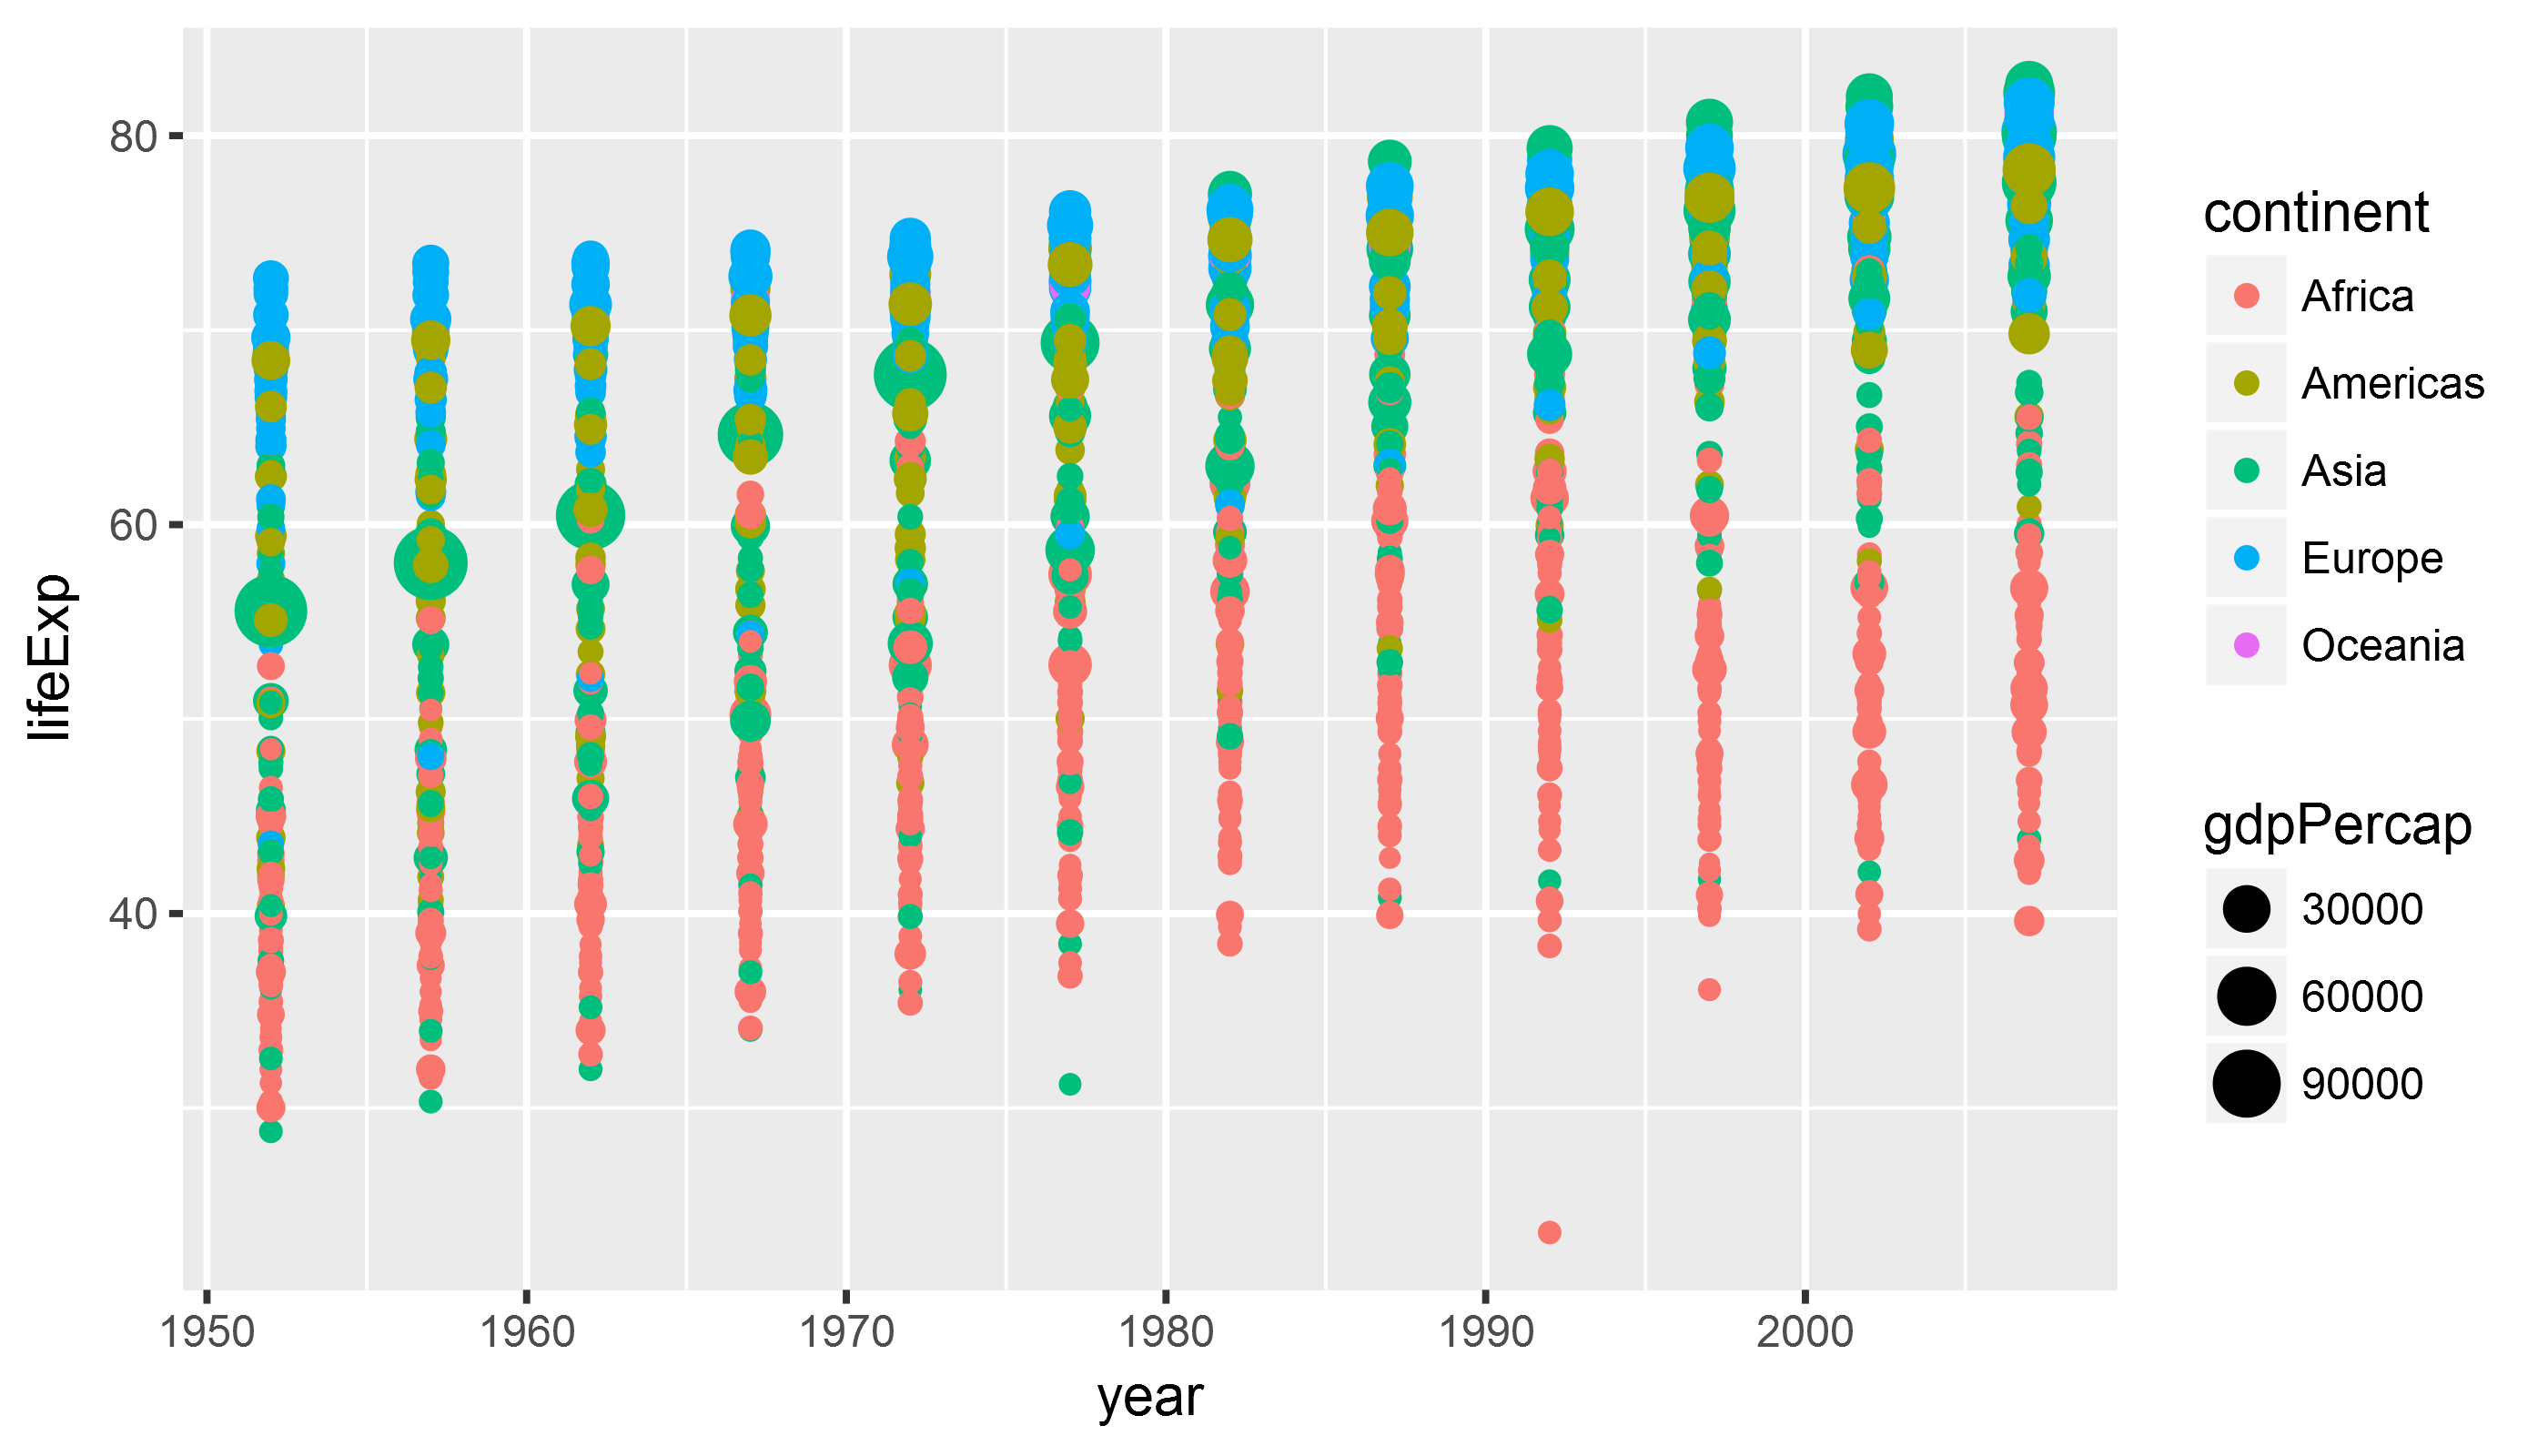 80
60
40
lifeExp
1950 1960 1970 1980 1990 2000
year
continent
Africa
Americas
Asia
Europe
Oceania
gdpPercap
30000
60000
90000